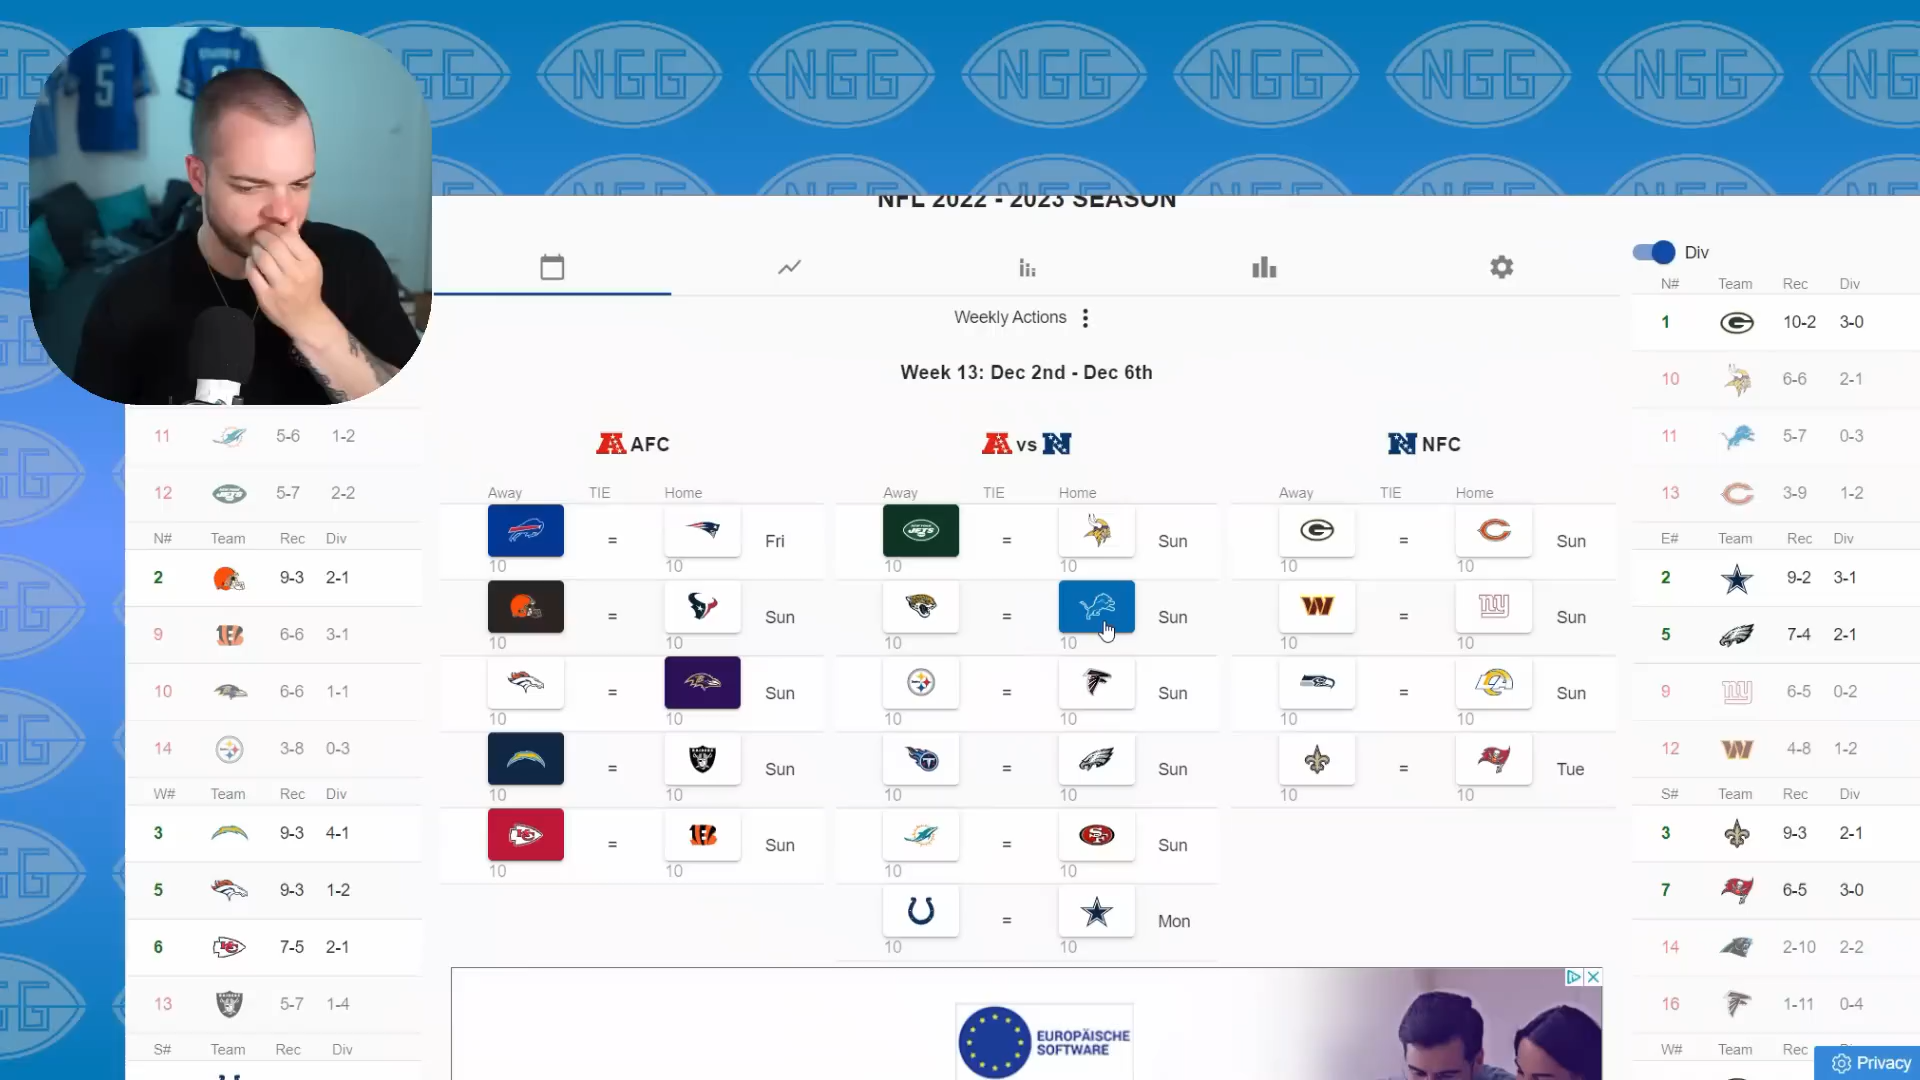 NGG NGG NGG NGG NGG NGG
5
NFL 2022 - 2023 SEASON
Weekly Actions
Week 13: Dec 2nd - Dec 6th
Div
N# Team Rec Div
1 10-2 3-0
10 6-6 2-1
11 5-7 0-3
13 3-9 1-2
E# Team Rec Div
2 9-2 3-1
5 7-4 2-1
9 6-5 0-2
12 4-8 1-2
S# Team Rec Div
3 9-3 2-1
7 6-5 3-0
14 2-10 2-2
16 1-11 0-4
W# Team Rec
11 5-6 1-2
12 5-7 2-2
N# Team Rec Div
2 9-3 2-1
9 6-6 3-1
10 6-6 1-1
14 3-8 0-3
W# Team Rec Div
3 9-3 4-1
5 9-3 1-2
6 7-5 2-1
13 5-7 1-4
S# Team Rec Div
AFC
Away TIE Home
= Fri
10 10
= Sun
10 10
= Sun
10 10
= Sun
10 10
= Sun
10 10
A vs N
Away TIE Home
JETS = Sun
10 10
= Sun
10 10
= Sun
10 10
= Sun
10 10
= Sun
10 10
= Mon
10 10
NFC
Away TIE Home
= Sun
10 10
W = ny Sun
10 10
= Sun
10 10
= Tue
10 10
EUROPÄISCHE
SOFTWARE
Privacy